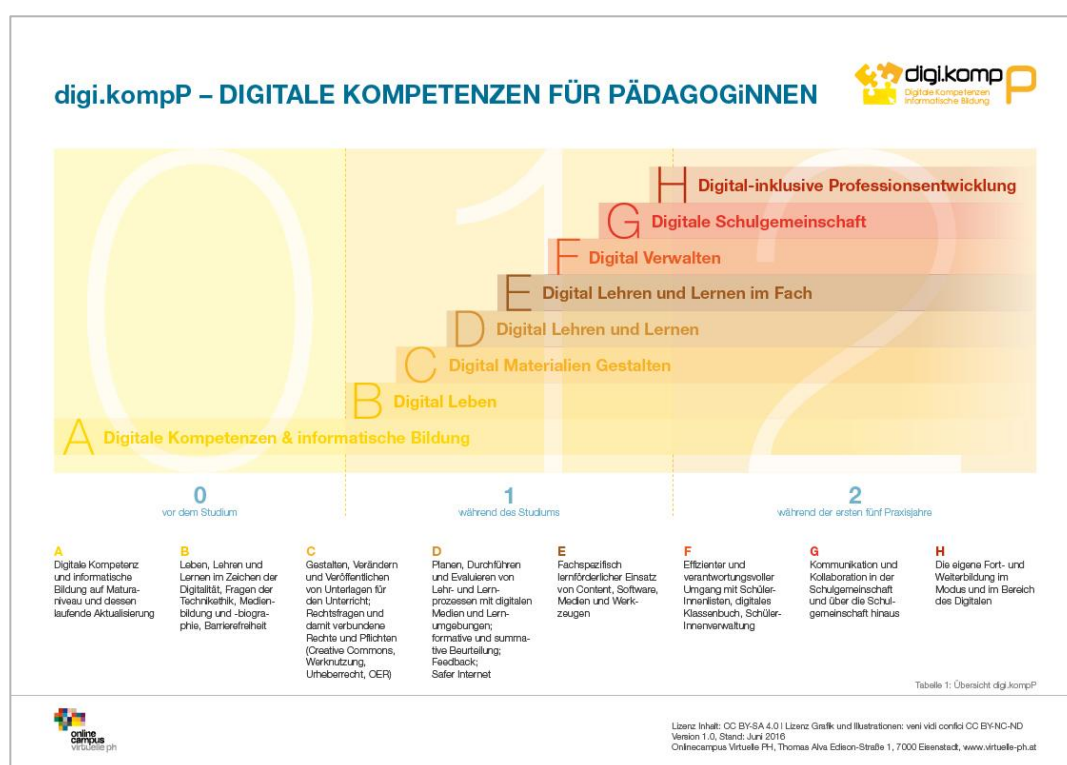 digi.kompP – DIGITALE KOMPETENZEN FÜR PÄDAGOGiNNEN
digi.komp P
Digitale Kompetenzen
Informatische Bildung
0 1 2
H Digital-inklusive Professionsentwicklung
G Digitale Schulgemeinschaft
F Digital Verwalten
E Digital Lehren und Lernen im Fach
D Digital Lehren und Lernen
C Digital Materialien Gestalten
B Digital Leben
A Digitale Kompetenzen & informatische Bildung
0
vor dem Studium
1
während des Studiums
2
während der ersten fünf Praxisjahre
A
Digitale Kompetenz
und informatische
Bildung auf Matura-
niveau und dessen
laufende Aktualisierung
B
Leben, Lehren und
Lernen im Zeichen der
Digitalität, Fragen der
Technikethik, Medien-
bildung und -biogra-
phie, Barrierefreiheit
C
Gestalten, Verändern
und Veröffentlichen
von Unterlagen für
den Unterricht;
Rechtsfragen und
damit verbundene
Rechte und Pflichten
(Creative Commons,
Werknutzung,
Urheberrecht, OER)
D
Planen, Durchführen
und Evaluieren von
Lehr- und Lern-
prozessen mit digitalen
Medien und Lern-
umgebungen;
formative und summa-
tive Beurteilung;
Feedback;
Safer Internet
E
Fachspezifisch
lernförderlicher Einsatz
von Content, Software,
Medien und Werk-
zeugen
F
Effizienter und
verantwortungsvoller
Umgang mit Schüler-
Innenlisten, digitales
Klassenbuch, Schüler-
Innenverwaltung
G
Kommunikation und
Kollaboration in der
Schulgemeinschaft
und über die Schul-
gemeinschaft hinaus
H
Die eigene Fort- und
Weiterbildung im
Modus und im Bereich
des Digitalen
Tabelle 1: Übersicht digi.kompP
online
campus
virtuelle ph
Lizenz Inhalt: CC BY-SA 4.0 I Lizenz Grafik und Illustrationen: veni vidi confici CC BY-NC-ND
Version 1.0, Stand: Juni 2016
Onlinecampus Virtuelle PH, Thomas Alva Edison-Straße 1, 7000 Eisenstadt, www.virtuelle-ph.at